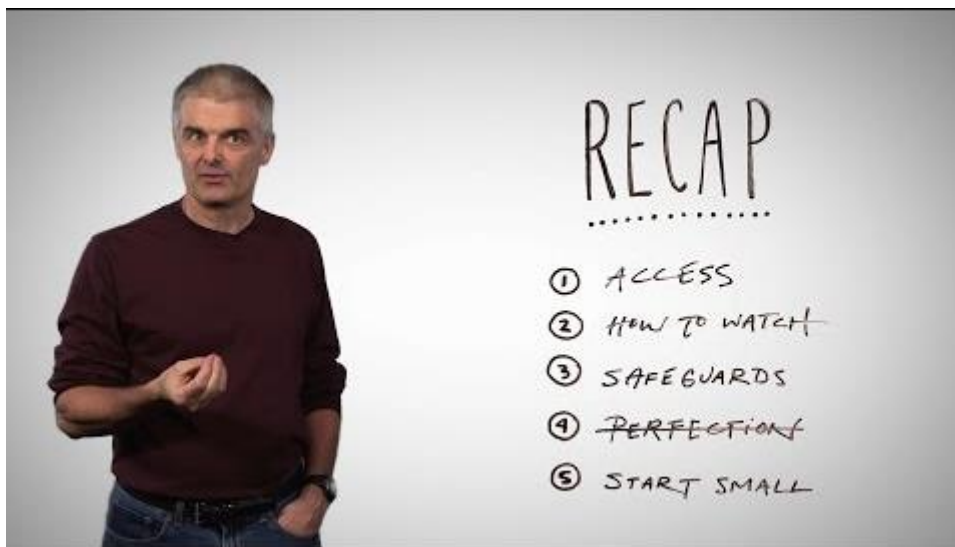 RECAP
① ACCESS
② HOW TO WATCH
③ SAFEGUARDS
④ PERFECTION
⑤ START SMALL